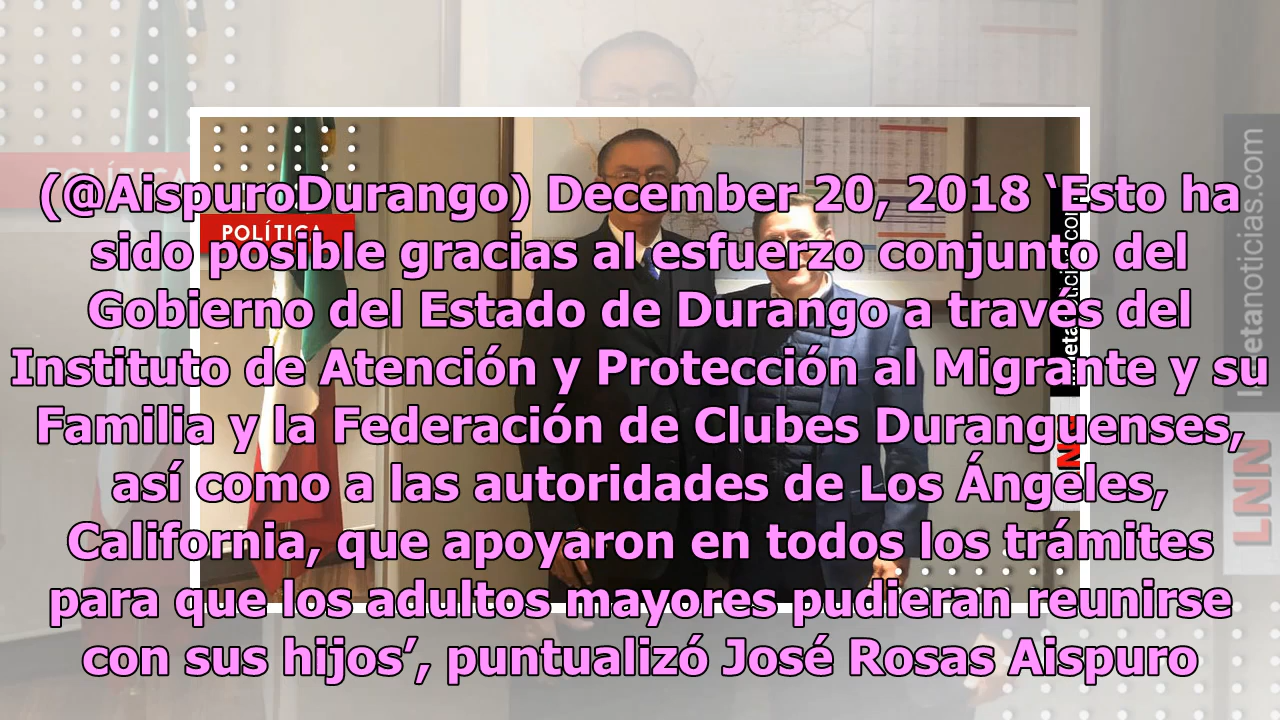 (@AispuroDurango) December 20, 2018 ‘Esto ha
sido posible gracias al esfuerzo conjunto del
Gobierno del Estado de Durango a través del
Instituto de Atención y Protección al Migrante y su
Familia y la Federación de Clubes Duranguenses,
así como a las autoridades de Los Ángeles,
California, que apoyaron en todos los trámites
para que los adultos mayores pudieran reunirse
con sus hijos’, puntualizó José Rosas Aispuro
POLÍTICA
POLÍTICA
letanoticias.com
LNN